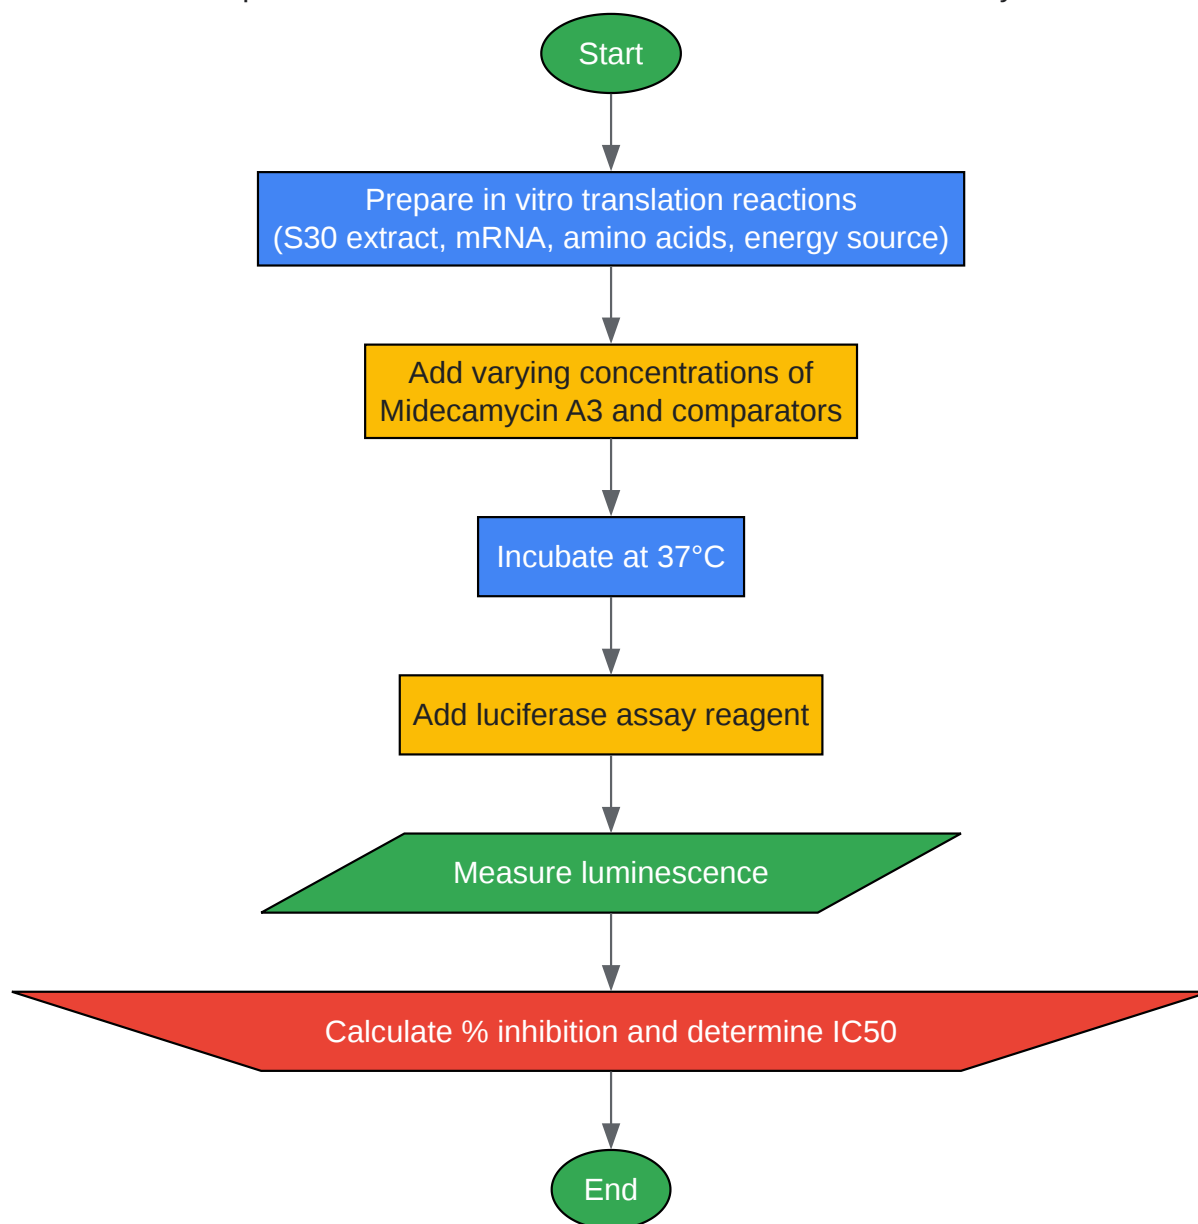 Start
Prepare in vitro translation reactions
(S30 extract, mRNA, amino acids, energy source)
Add varying concentrations of
Midecamycin A3 and comparators
Incubate at 37°C
Add luciferase assay reagent
Measure luminescence
Calculate % inhibition and determine IC50
End